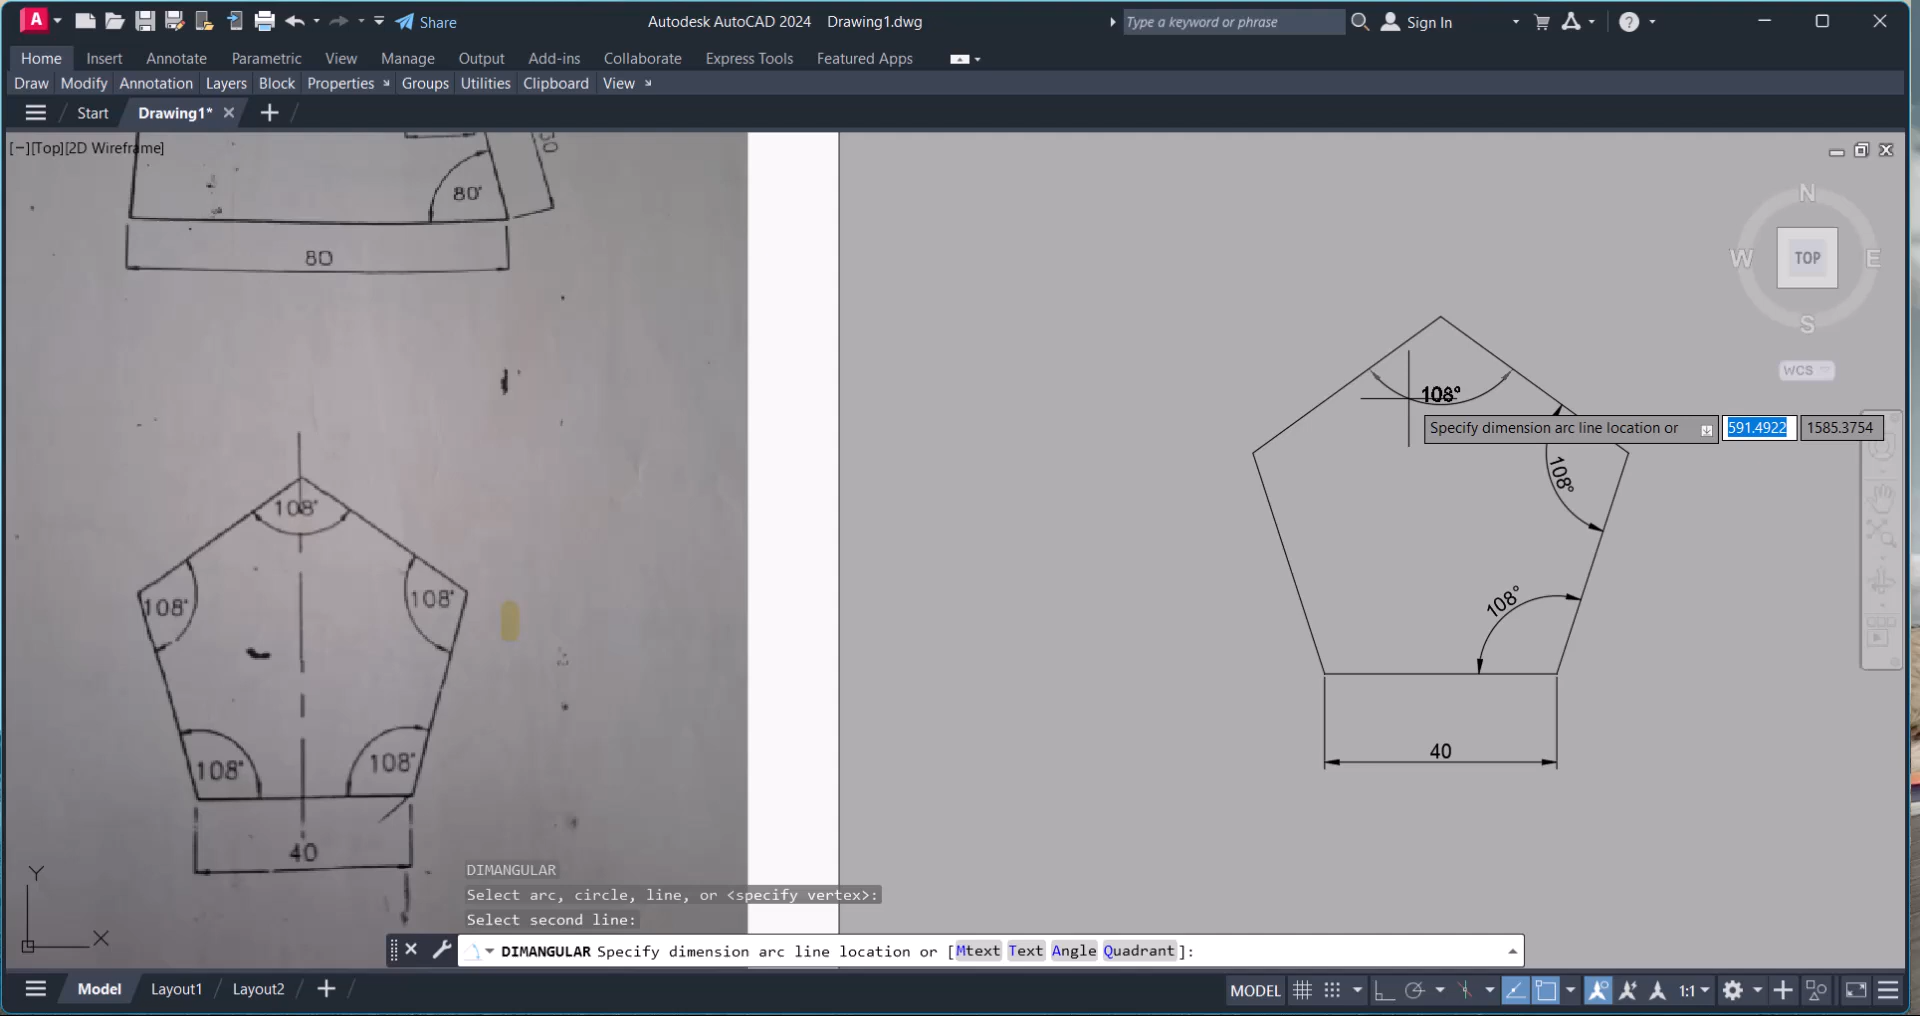 A Share Autodesk AutoCAD 2024 Drawing1.dwg Type a keyword or phrase Sign In ?
Home Insert Annotate Parametric View Manage Output Add-ins Collaborate Express Tools Featured Apps
Draw Modify Annotation Layers Block Properties Groups Utilities Clipboard View
Start Drawing1*
[−][Top][2D Wireframe]
80°
80
N
W TOP E
S
WCS
108°
Specify dimension arc line location or 591.4922 1585.3754
108°
108°
40
108°
108° 108°
108° 108°
40
Y
X
DIMANGULAR
Select arc, circle, line, or <specify vertex>:
Select second line:
DIMANGULAR Specify dimension arc line location or [Mtext Text Angle Quadrant]:
Model Layout1 Layout2 MODEL 1:1